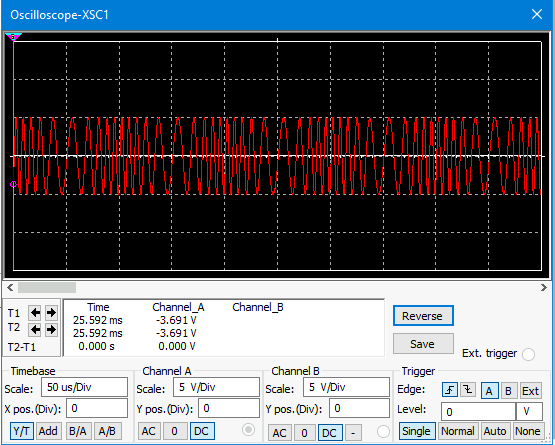 Oscilloscope-XSC1
T1
T2
T2-T1
Time Channel_A Channel_B
25.592 ms -3.691 V
25.592 ms -3.691 V
0.000 s 0.000 V
Reverse
Save
Ext. trigger
Timebase
Scale: 50 us/Div
X pos.(Div): 0
Y/T Add B/A A/B
Channel A
Scale: 5 V/Div
Y pos.(Div): 0
AC 0 DC
Channel B
Scale: 5 V/Div
Y pos.(Div): 0
AC 0 DC -
Trigger
Edge: A B Ext
Level: 0 V
Single Normal Auto None